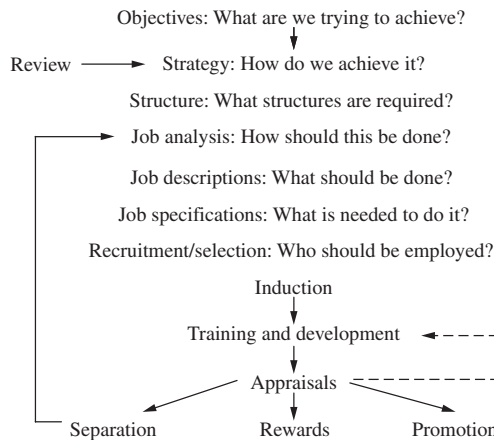 Objectives: What are we trying to achieve?
Review
Strategy: How do we achieve it?
Structure: What structures are required?
Job analysis: How should this be done?
Job descriptions: What should be done?
Job specifications: What is needed to do it?
Recruitment/selection: Who should be employed?
Induction
Training and development
Appraisals
Separation
Rewards
Promotion